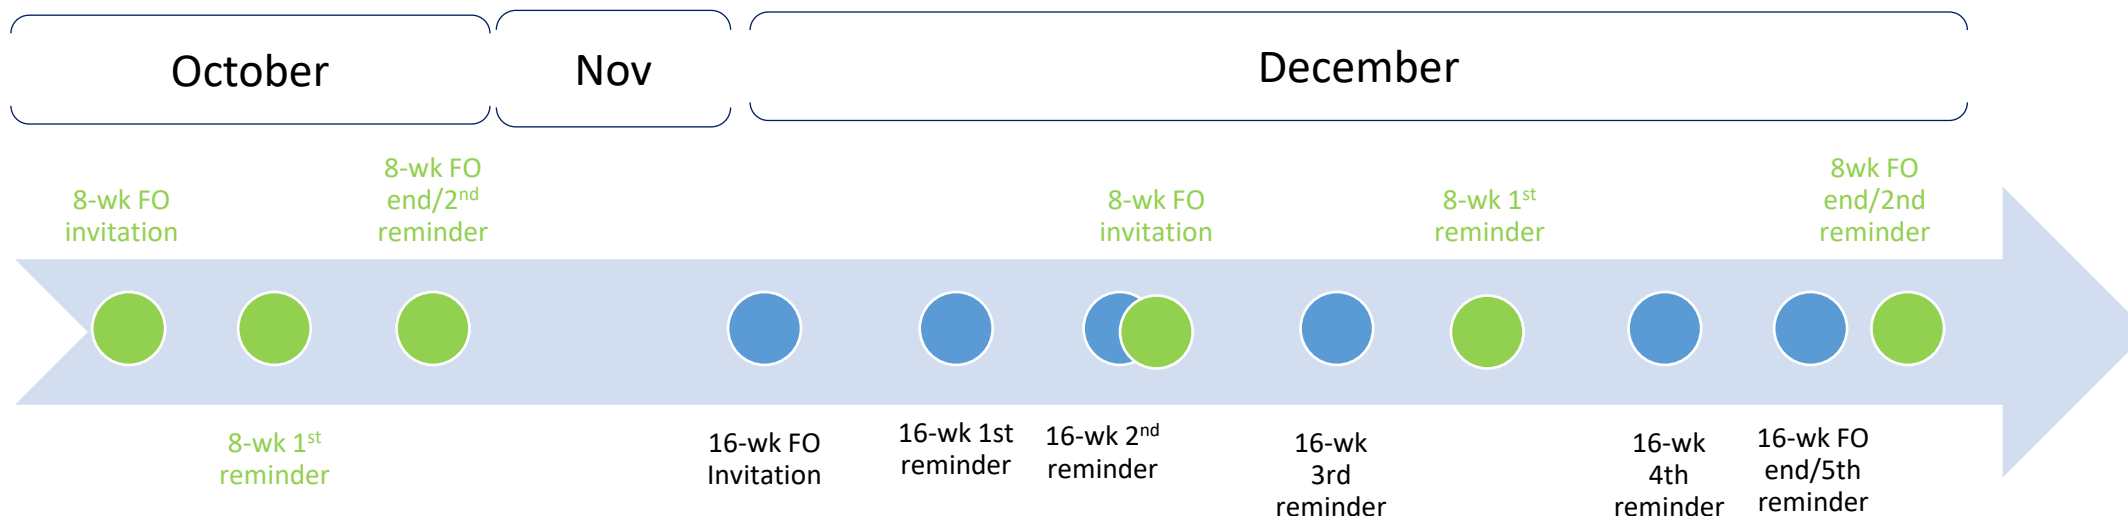 October
Nov
December
8-wk FO
invitation
8-wk FO
end/2nd
reminder
8-wk FO
invitation
8-wk 1st
reminder
8wk FO
end/2nd
reminder
8-wk 1st
reminder
16-wk FO
Invitation
16-wk 1st
reminder
16-wk 2nd
reminder
16-wk
3rd
reminder
16-wk
4th
reminder
16-wk FO
end/5th
reminder